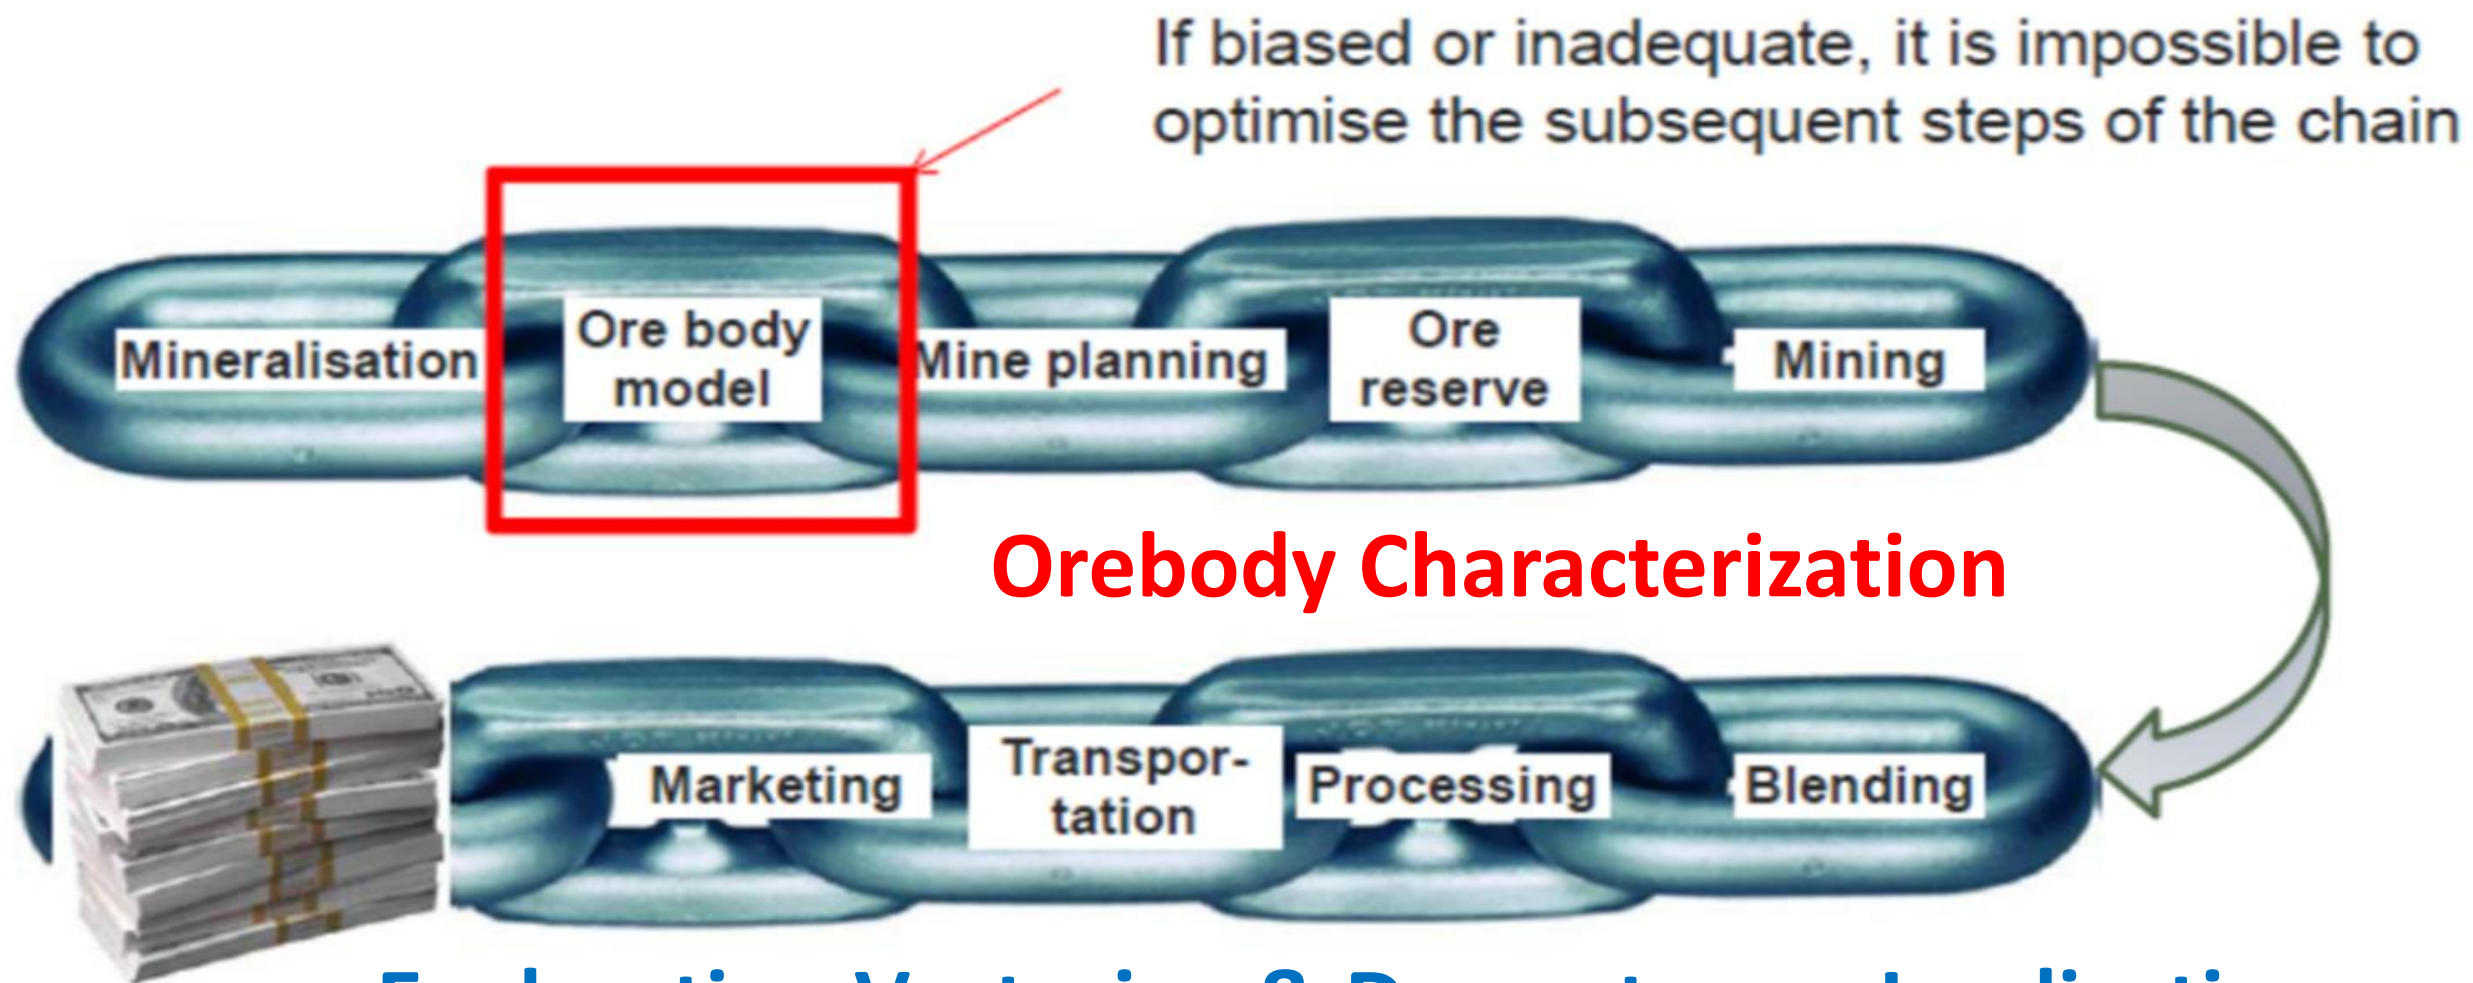 If biased or inadequate, it is impossible to
optimise the subsequent steps of the chain
Mineralisation
Ore body
model
Mine planning
Ore
reserve
Mining
Orebody Characterization
Marketing
Transpor-
tation
Processing
Blending